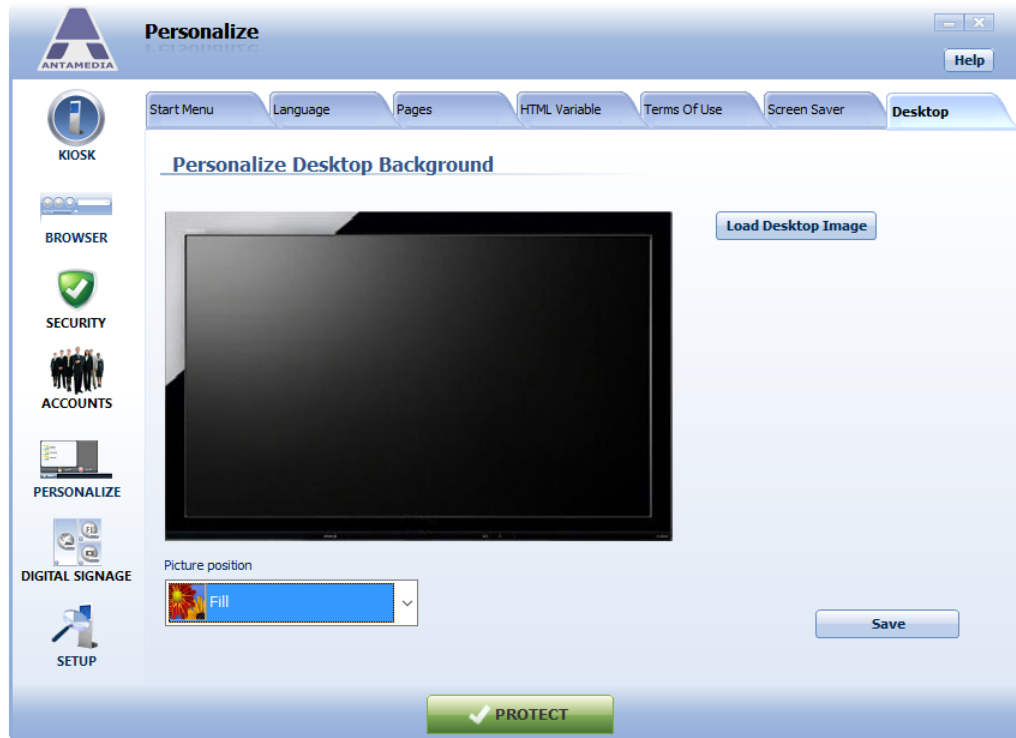 Personalize
ANTAMEDIA
Help
Start Menu
Language
Pages
HTML Variable
Terms Of Use
Screen Saver
Desktop
KIOSK
BROWSER
SECURITY
ACCOUNTS
PERSONALIZE
DIGITAL SIGNAGE
SETUP
Personalize Desktop Background
Load Desktop Image
Picture position
Fill
Save
PROTECT